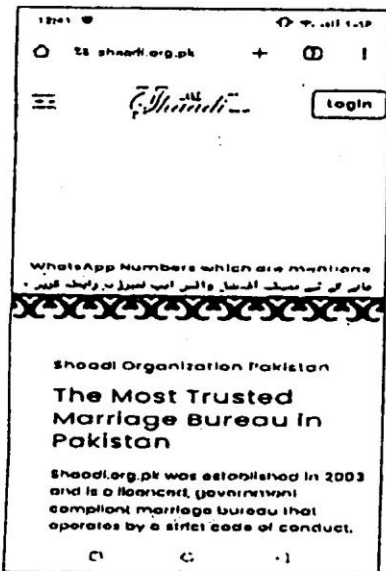 shaadi.org.pk
Shaadi
Login
WhatsApp Numbers which are mentione
Shaadi Organization Pakistan
The Most Trusted
Marriage Bureau in
Pakistan
Shaadi.org.pk was established in 2003
and is a licenced, government
compliant marriage bureau that
operates by a strict code of conduct.